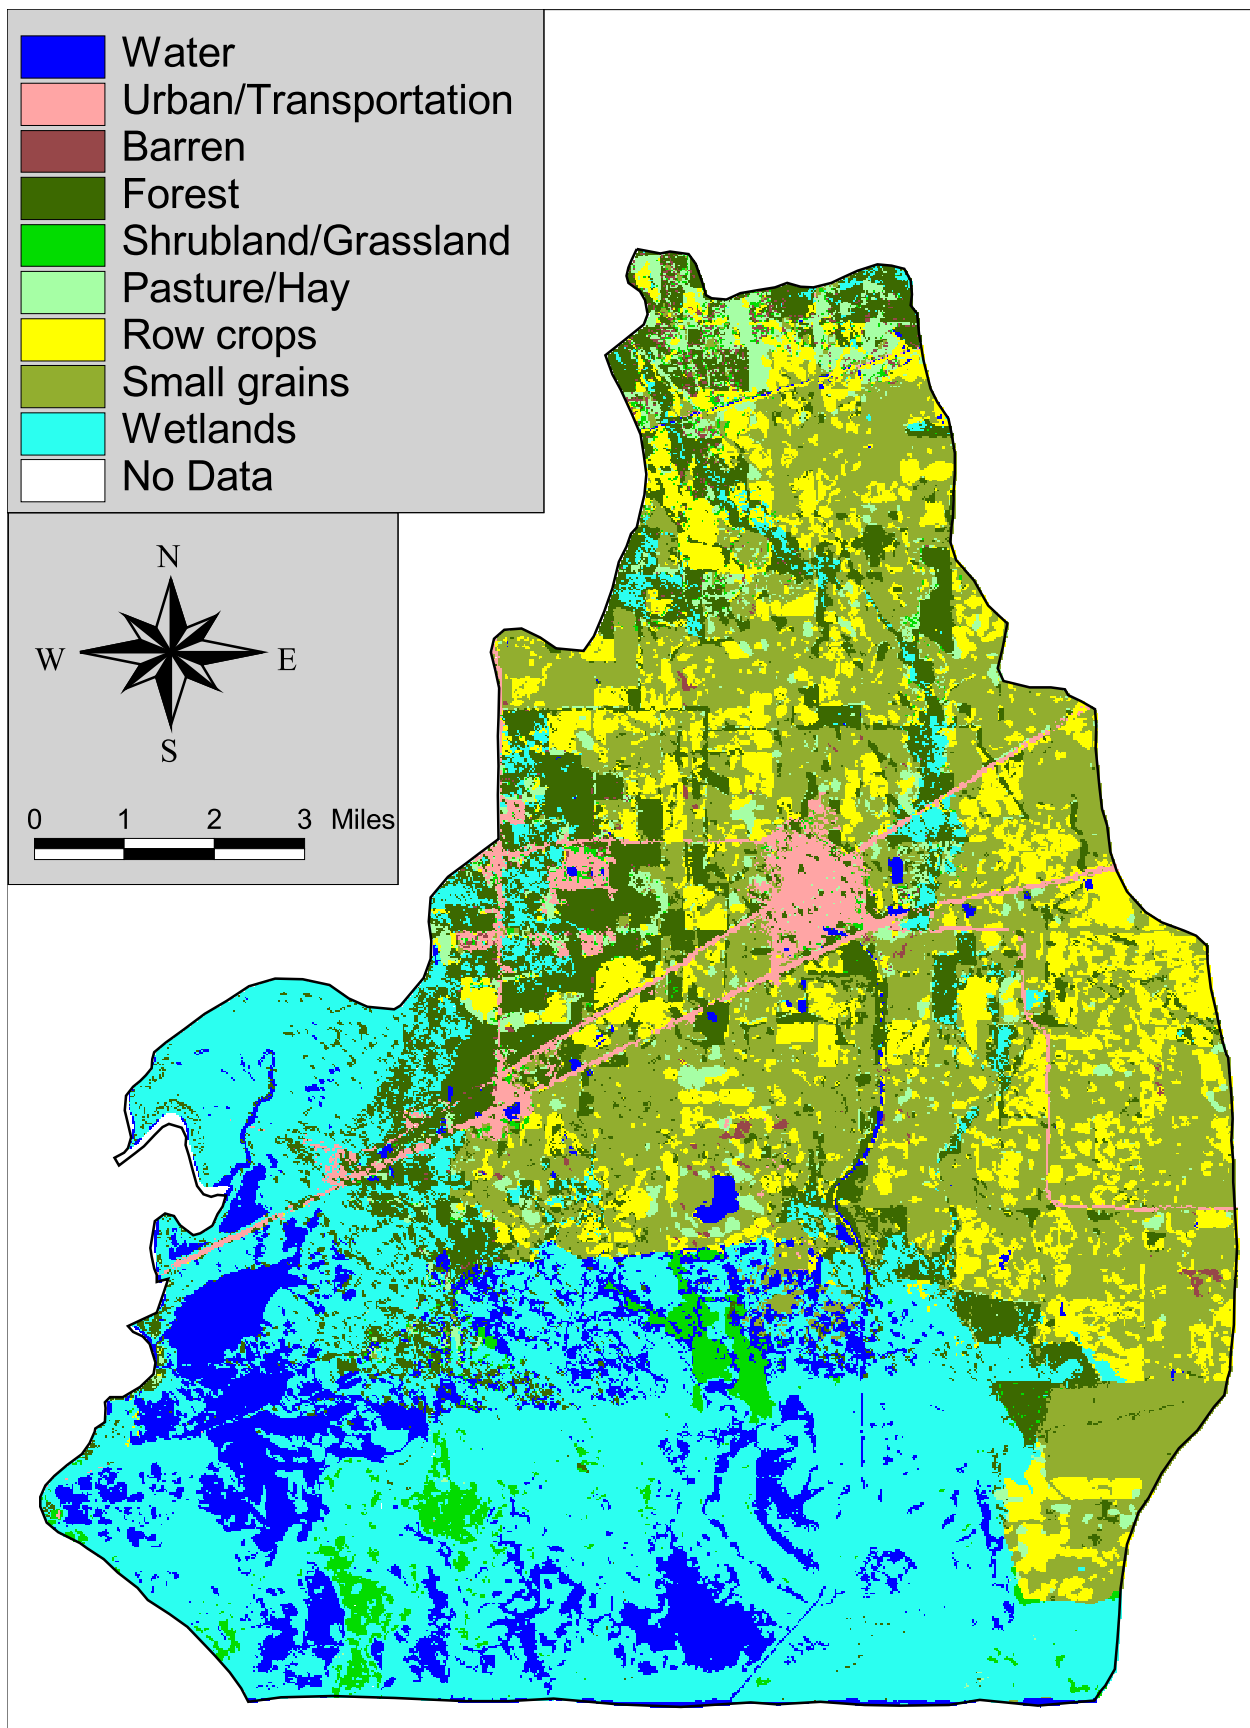 Water
Urban/Transportation
Barren
Forest
Shrubland/Grassland
Pasture/Hay
Row crops
Small grains
Wetlands
No Data
N
W E
S
0 1 2 3 Miles